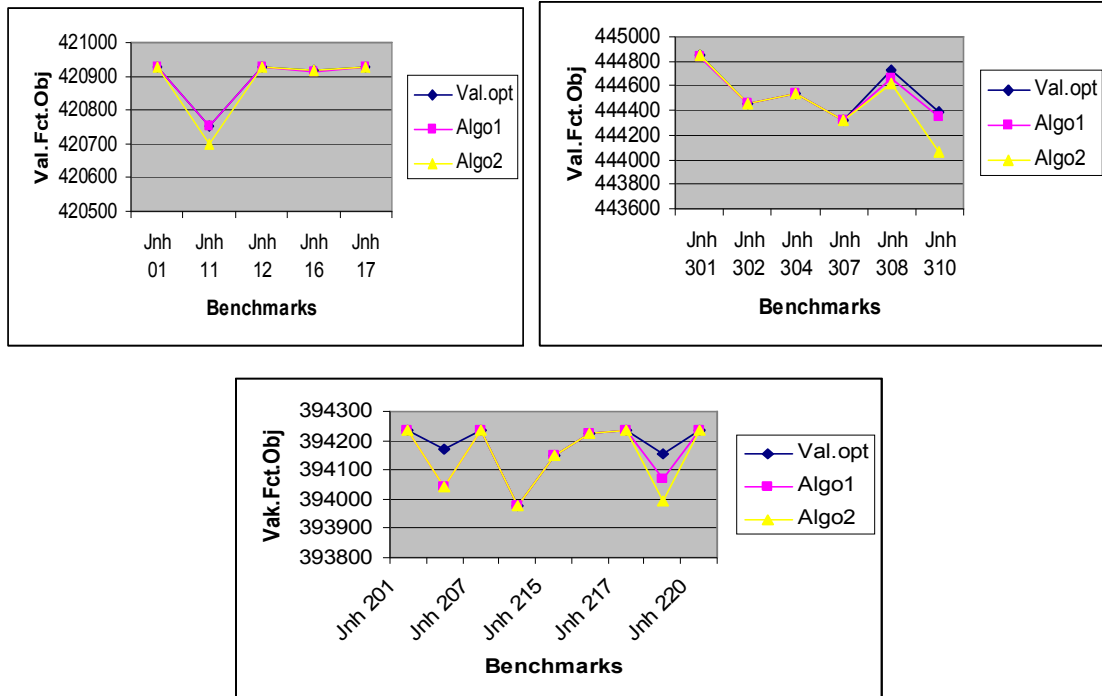 421000
420900
420800
420700
420600
420500
Val.Fct.Obj
Jnh 01
Jnh 11
Jnh 12
Jnh 16
Jnh 17
Benchmarks
Val.opt
Algo1
Algo2
445000
444800
444600
444400
444200
444000
443800
443600
Val.Fct.Obj
Jnh 301
Jnh 302
Jnh 304
Jnh 307
Jnh 308
Jnh 310
Benchmarks
Val.opt
Algo1
Algo2
394300
394200
394100
394000
393900
393800
Vak.Fct.Obj
Jnh 201
Jnh 207
Jnh 215
Jnh 217
Jnh 220
Benchmarks
Val.opt
Algo1
Algo2